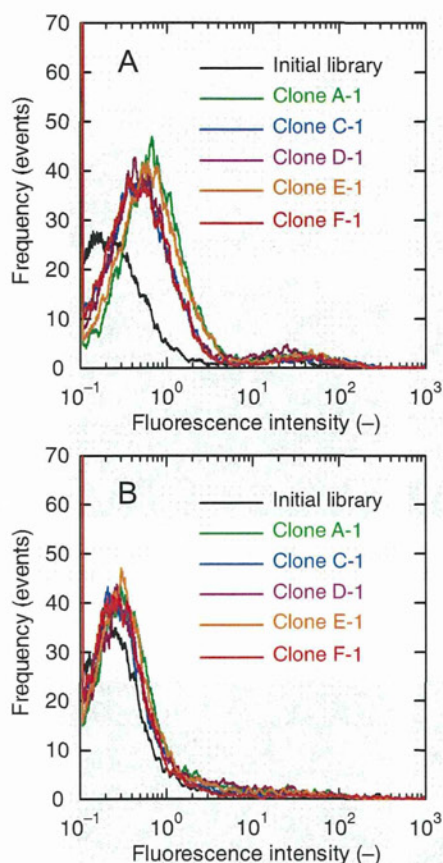 70
60
50
40
30
20
10
0
Frequency (events)
A
Initial library
Clone A-1
Clone C-1
Clone D-1
Clone E-1
Clone F-1
10⁻¹ 10⁰ 10¹ 10² 10³
Fluorescence intensity (–)
70
60
50
40
30
20
10
0
Frequency (events)
B
Initial library
Clone A-1
Clone C-1
Clone D-1
Clone E-1
Clone F-1
10⁻¹ 10⁰ 10¹ 10² 10³
Fluorescence intensity (–)